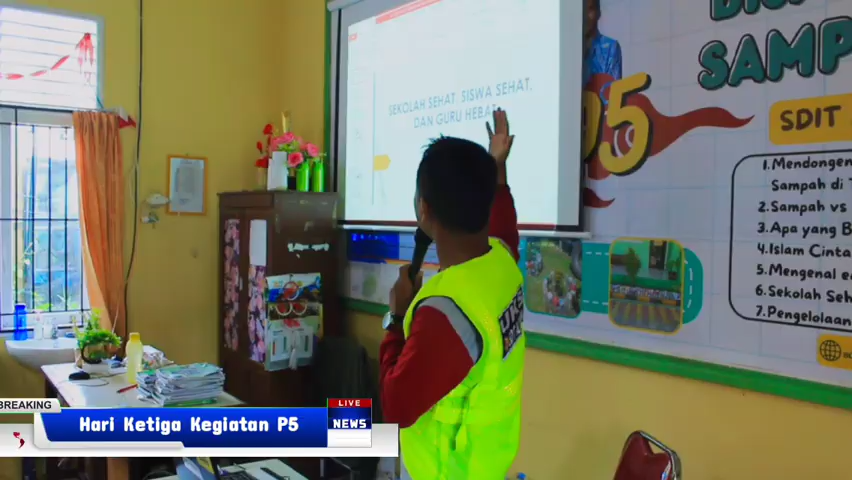 SEKOLAH SEHAT, SISWA SEHAT,
DAN GURU HEBAT
SAMPAH
P5
SDIT
1.Mendongen
Sampah di
2.Sampah vs
3.Apa yang B
4.Islam Cinta
5.Mengenal e
6.Sekolah Seh
7.Pengelolaan
BREAKING
Hari Ketiga Kegiatan P5
LIVE
NEWS